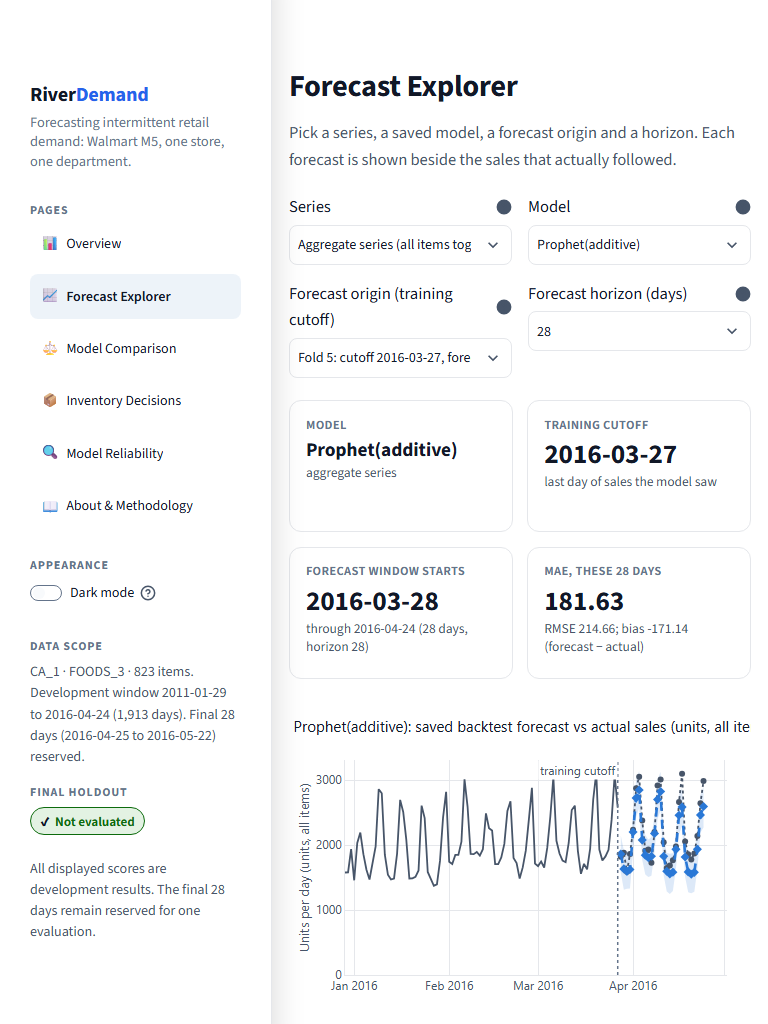 RiverDemand
Forecasting intermittent retail
demand: Walmart M5, one store,
one department.
PAGES
Overview
Forecast Explorer
Model Comparison
Inventory Decisions
Model Reliability
About & Methodology
APPEARANCE
Dark mode
DATA SCOPE
CA_1 · FOODS_3 · 823 items.
Development window 2011-01-29
to 2016-04-24 (1,913 days). Final 28
days (2016-04-25 to 2016-05-22)
reserved.
FINAL HOLDOUT
✓ Not evaluated
All displayed scores are
development results. The final 28
days remain reserved for one
evaluation.
Forecast Explorer
Pick a series, a saved model, a forecast origin and a horizon. Each
forecast is shown beside the sales that actually followed.
Series
Aggregate series (all items tog
Model
Prophet(additive)
Forecast origin (training
cutoff)
Fold 5: cutoff 2016-03-27, fore
Forecast horizon (days)
28
MODEL
Prophet(additive)
aggregate series
TRAINING CUTOFF
2016-03-27
last day of sales the model saw
FORECAST WINDOW STARTS
2016-03-28
through 2016-04-24 (28 days,
horizon 28)
MAE, THESE 28 DAYS
181.63
RMSE 214.66; bias -171.14
(forecast − actual)
Prophet(additive): saved backtest forecast vs actual sales (units, all ite
training cutoff
Units per day (units, all items)
3000
2000
1000
0
Jan 2016
Feb 2016
Mar 2016
Apr 2016